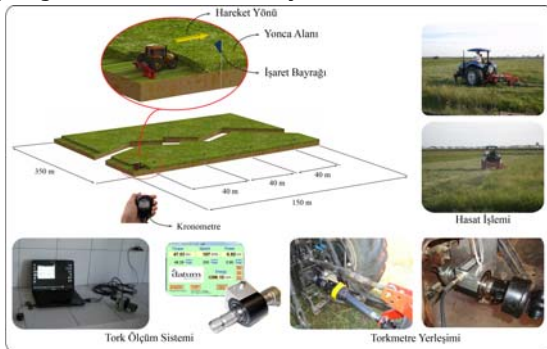 Hareket Yönü
Yonca Alanı
İşaret Bayrağı
350 m
40 m
40 m
40 m
150 m
Kronometre
Hasat İşlemi
datum
Tork Ölçüm Sistemi
Torkmetre Yerleşimi